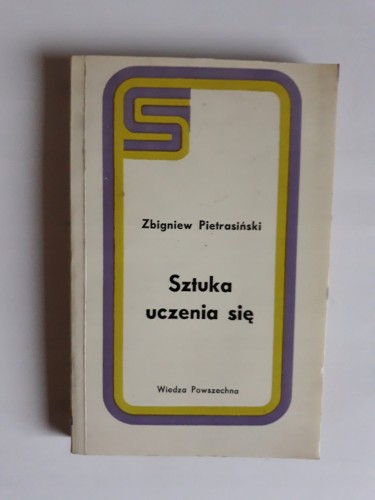 Zbigniew Pietrasiński
Sztuka
uczenia się
Wiedza Powszechna